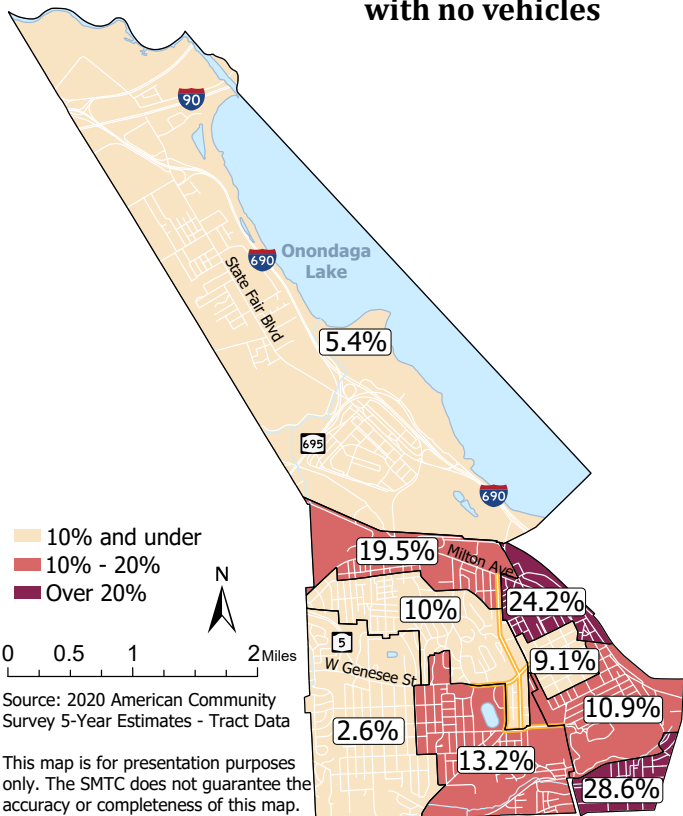 with no vehicles
90
Onondaga
Lake
690
State Fair Blvd
5.4%
695
690
10% and under
10% - 20%
Over 20%
N
19.5%
Milton Ave
10%
24.2%
5
9.1%
W Genesee St
0 0.5 1 2 Miles
10.9%
2.6%
13.2%
28.6%
Source: 2020 American Community
Survey 5-Year Estimates - Tract Data
This map is for presentation purposes
only. The SMTC does not guarantee the
accuracy or completeness of this map.